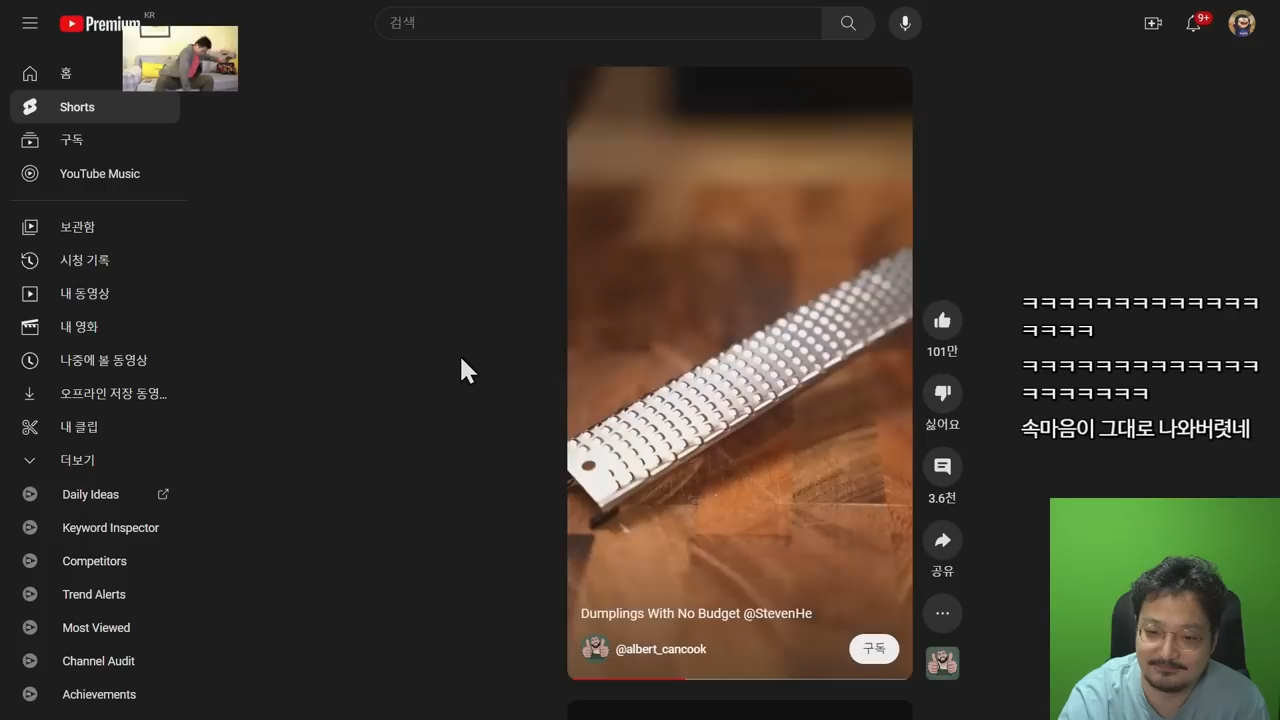 Premium KR
검색
9+
홈
Shorts
구독
YouTube Music
보관함
시청 기록
내 동영상
내 영화
나중에 볼 동영상
오프라인 저장 동영...
내 클립
더보기
Daily Ideas
Keyword Inspector
Competitors
Trend Alerts
Most Viewed
Channel Audit
Achievements
Dumplings With No Budget @StevenHe
@albert_cancook
구독
101만
싫어요
3.6천
공유
ㅋㅋㅋㅋㅋㅋㅋㅋㅋㅋㅋㅋㅋ
ㅋㅋㅋㅋ
ㅋㅋㅋㅋㅋㅋㅋㅋㅋㅋㅋㅋㅋ
ㅋㅋㅋㅋㅋㅋㅋ
속마음이 그대로 나와버렷네